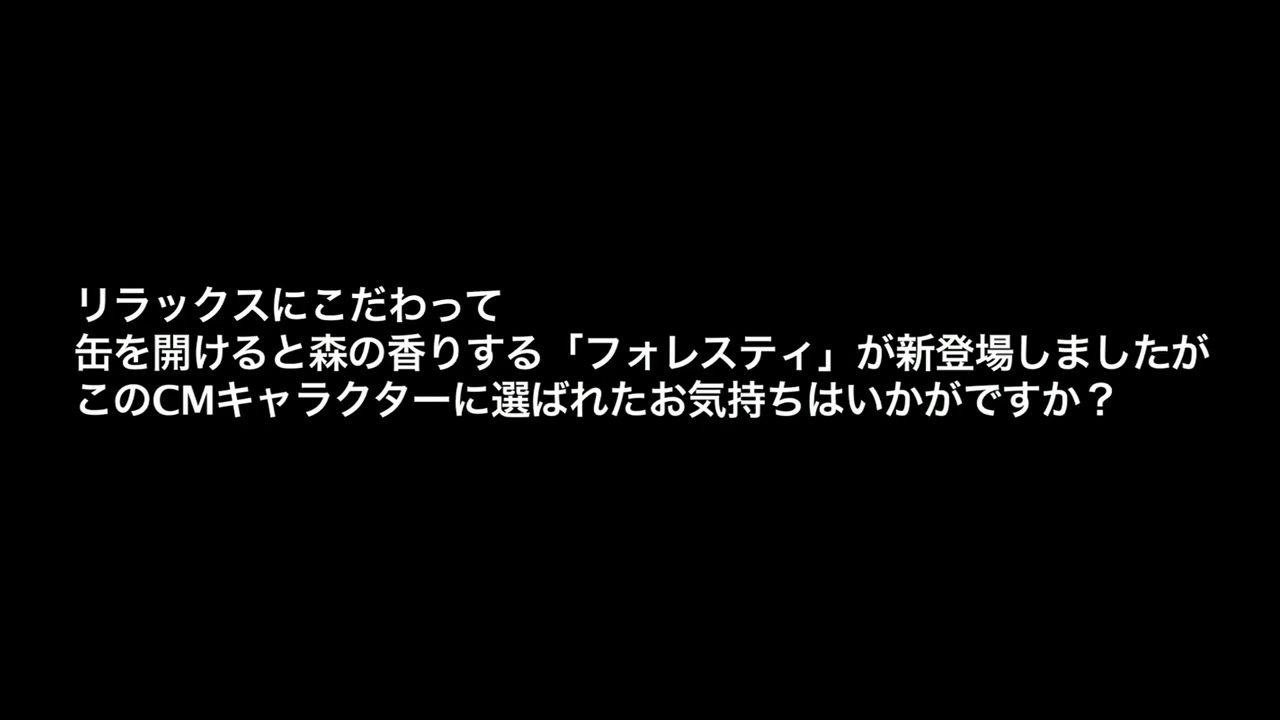 リラックスにこだわって
缶を開けると森の香りする「フォレスティ」が新登場しましたが
このCMキャラクターに選ばれたお気持ちはいかがですか？